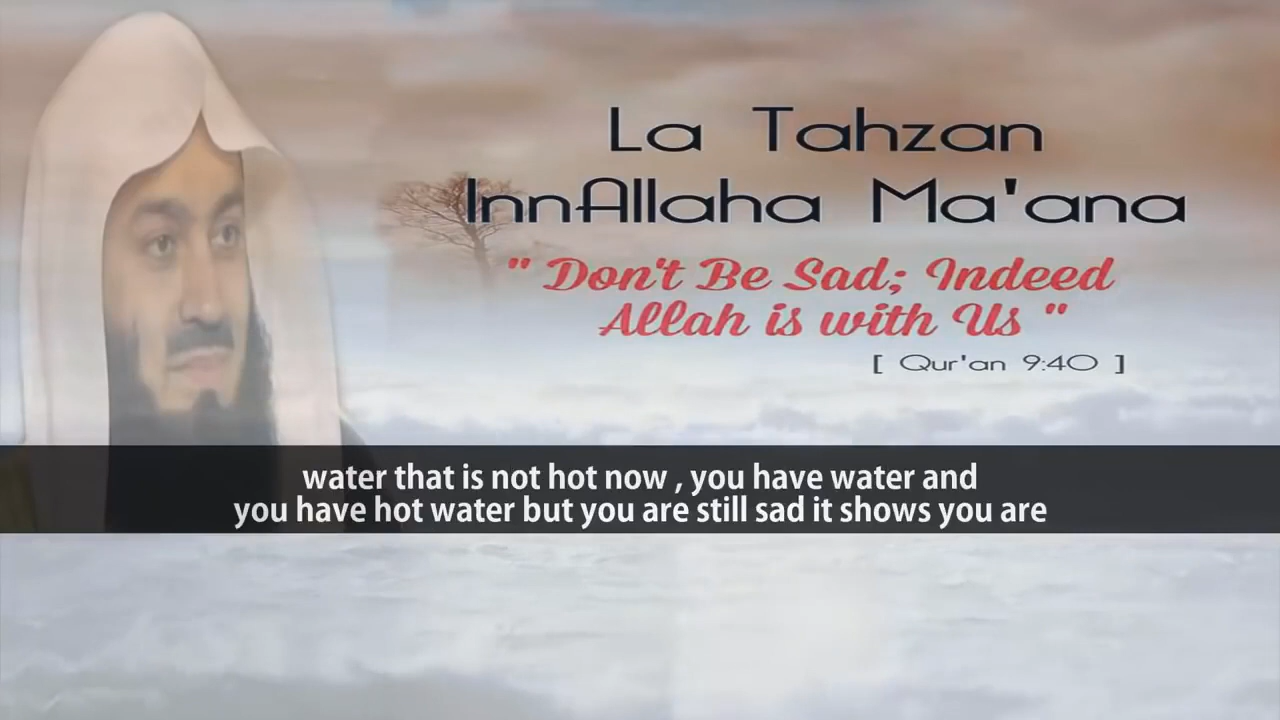 La Tahzan
InnAllaha Ma'ana
" Don't Be Sad; Indeed
Allah is with Us "
[ Qur'an 9:40 ]
water that is not hot now , you have water and
you have hot water but you are still sad it shows you are